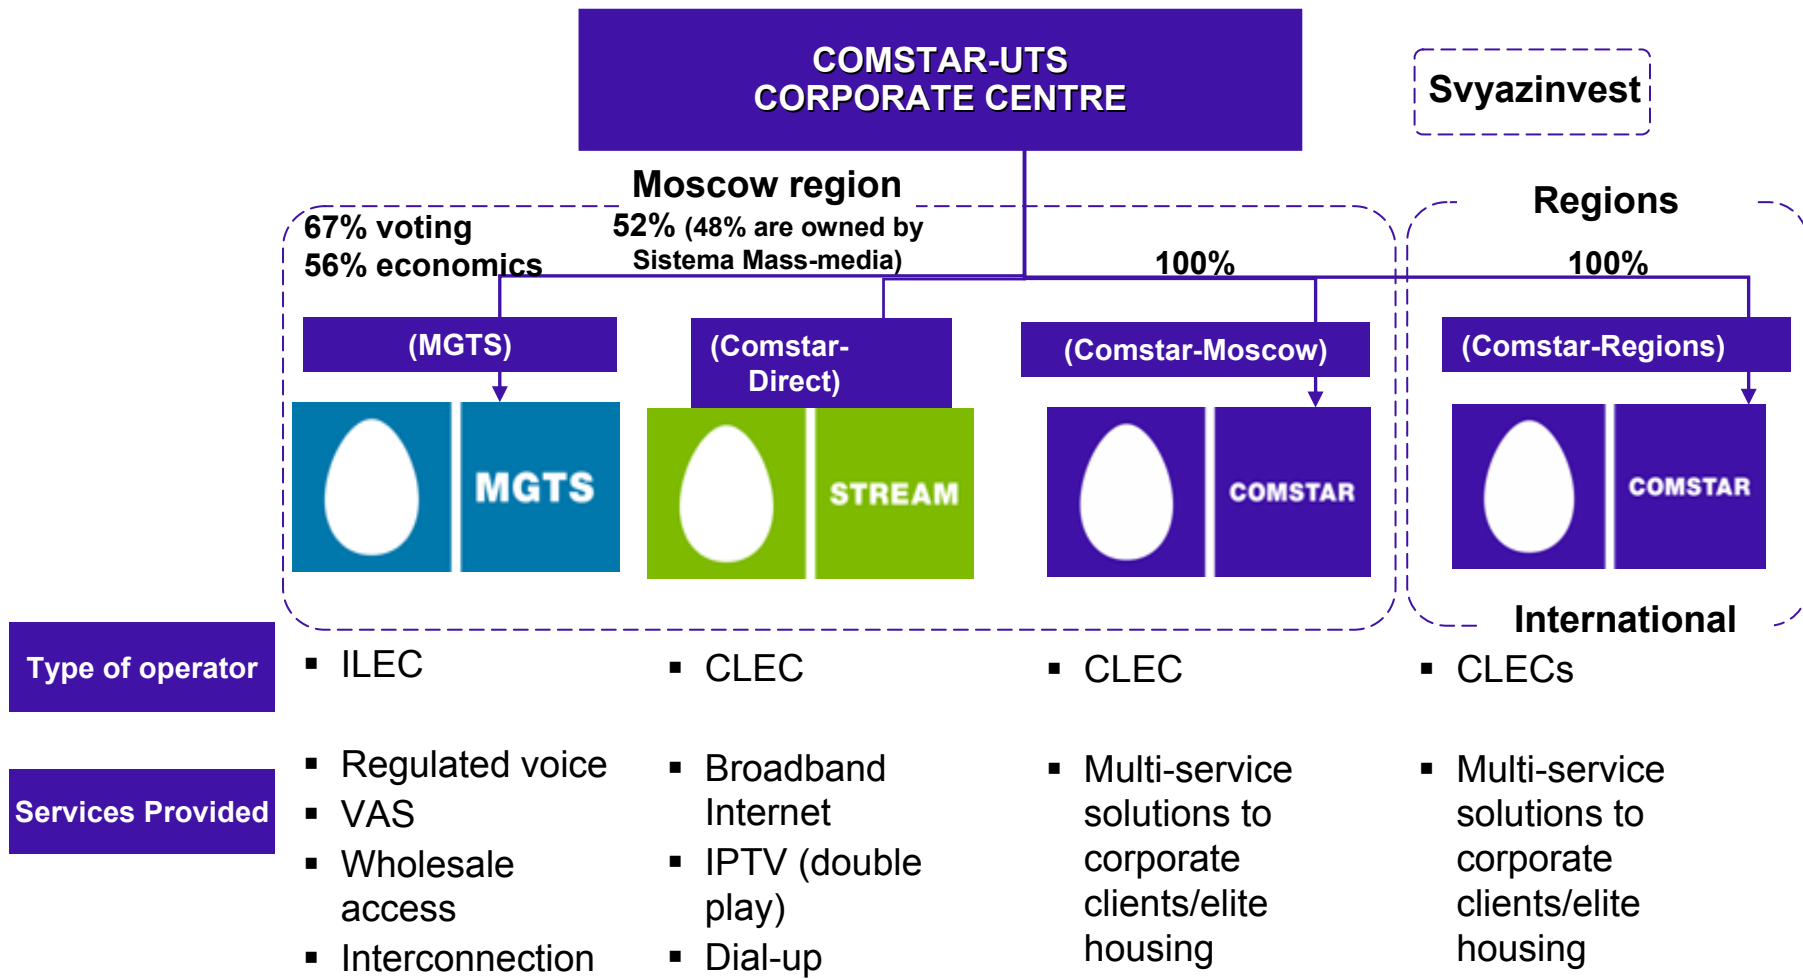 COMSTAR-UTS
CORPORATE CENTRE
Svyazinvest
Moscow region
Regions
67% voting
56% economics
52% (48% are owned by
Sistema Mass-media)
100%
100%
(MGTS)
(Comstar-
Direct)
(Comstar-Moscow)
(Comstar-Regions)
MGTS
STREAM
COMSTAR
COMSTAR
International
Type of operator
▪ ILEC
▪ CLEC
▪ CLEC
▪ CLECs
Services Provided
▪ Regulated voice
▪ VAS
▪ Wholesale
access
▪ Interconnection
▪ Broadband
Internet
▪ IPTV (double
play)
▪ Dial-up
▪ Multi-service
solutions to
corporate
clients/elite
housing
▪ Multi-service
solutions to
corporate
clients/elite
housing